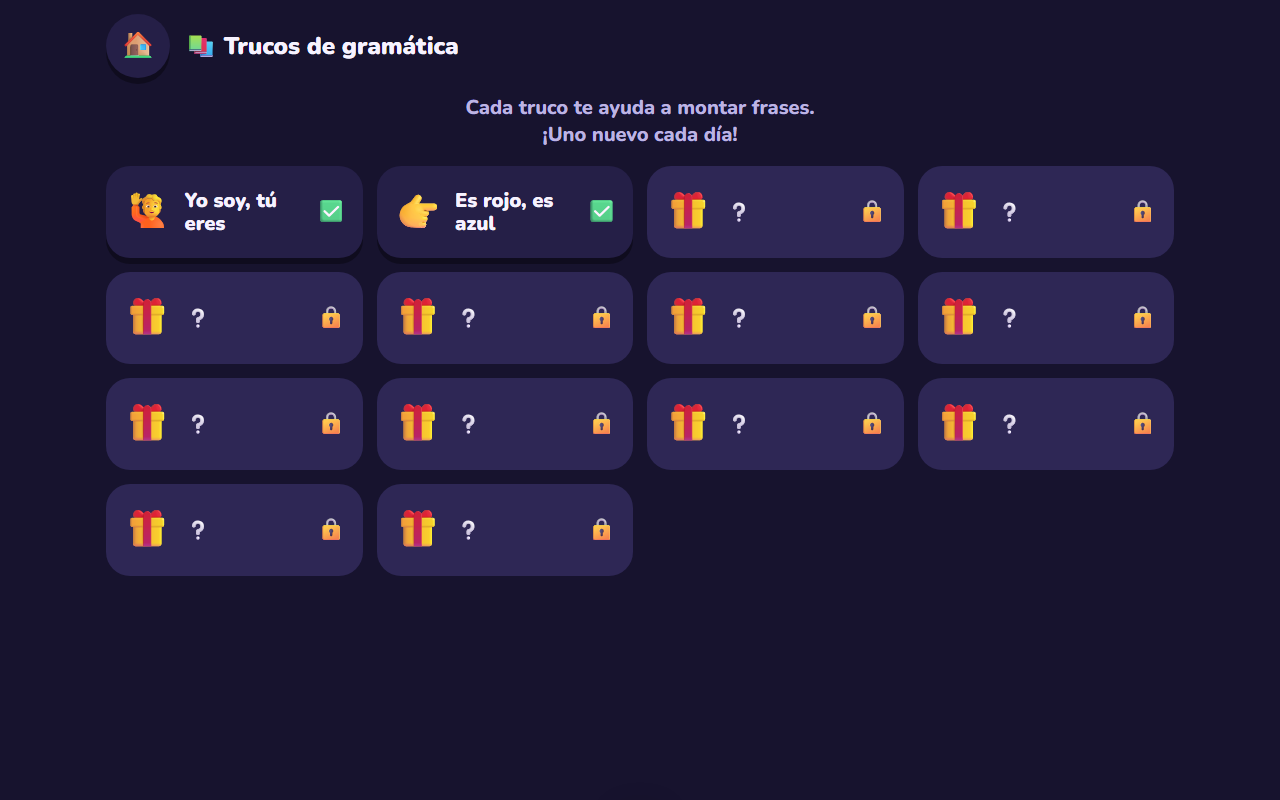 Trucos de gramática
Cada truco te ayuda a montar frases.
¡Uno nuevo cada día!
Yo soy, tú
eres
Es rojo, es
azul
?
?
?
?
?
?
?
?
?
?
?
?